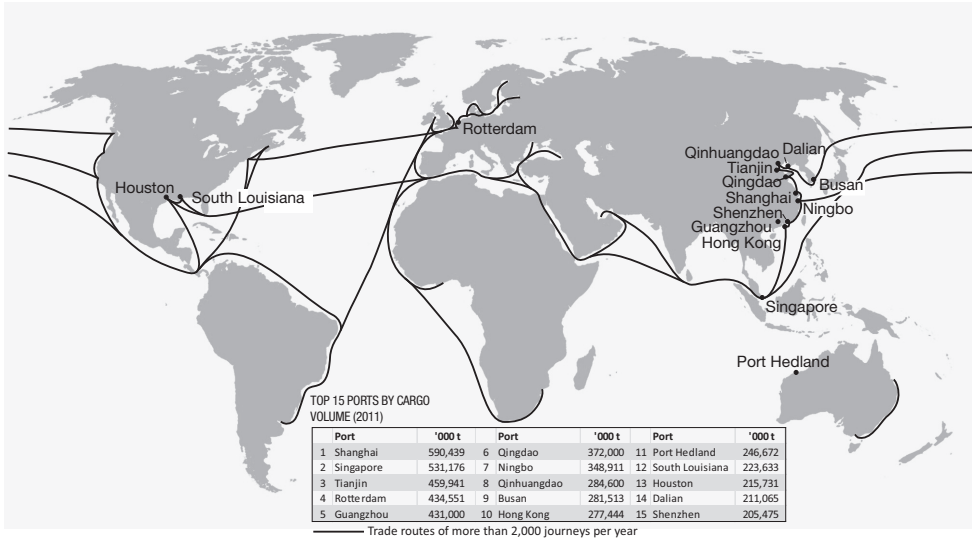 Rotterdam
Qinhuangdao
Dalian
Tianjin
Qingdao
Busan
Houston
South Louisiana
Shanghai
Ningbo
Shenzhen
Guangzhou
Hong Kong
Singapore
Port Hedland
TOP 15 PORTS BY CARGO
VOLUME (2011)
Port '000 t Port '000 t Port '000 t
1 Shanghai 590,439 6 Qingdao 372,000 11 Port Hedland 246,672
2 Singapore 531,176 7 Ningbo 348,911 12 South Louisiana 223,633
3 Tianjin 459,941 8 Qinhuangdao 284,600 13 Houston 215,731
4 Rotterdam 434,551 9 Busan 281,513 14 Dalian 211,065
5 Guangzhou 431,000 10 Hong Kong 277,444 15 Shenzhen 205,475
Trade routes of more than 2,000 journeys per year